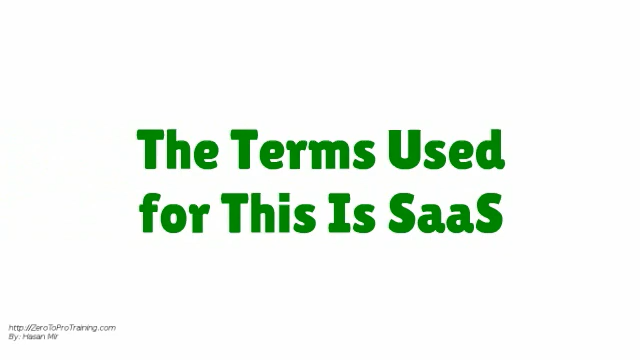 The Terms Used
for This Is SaaS
http://ZeroToProTraining.com
By: Hasan Mir